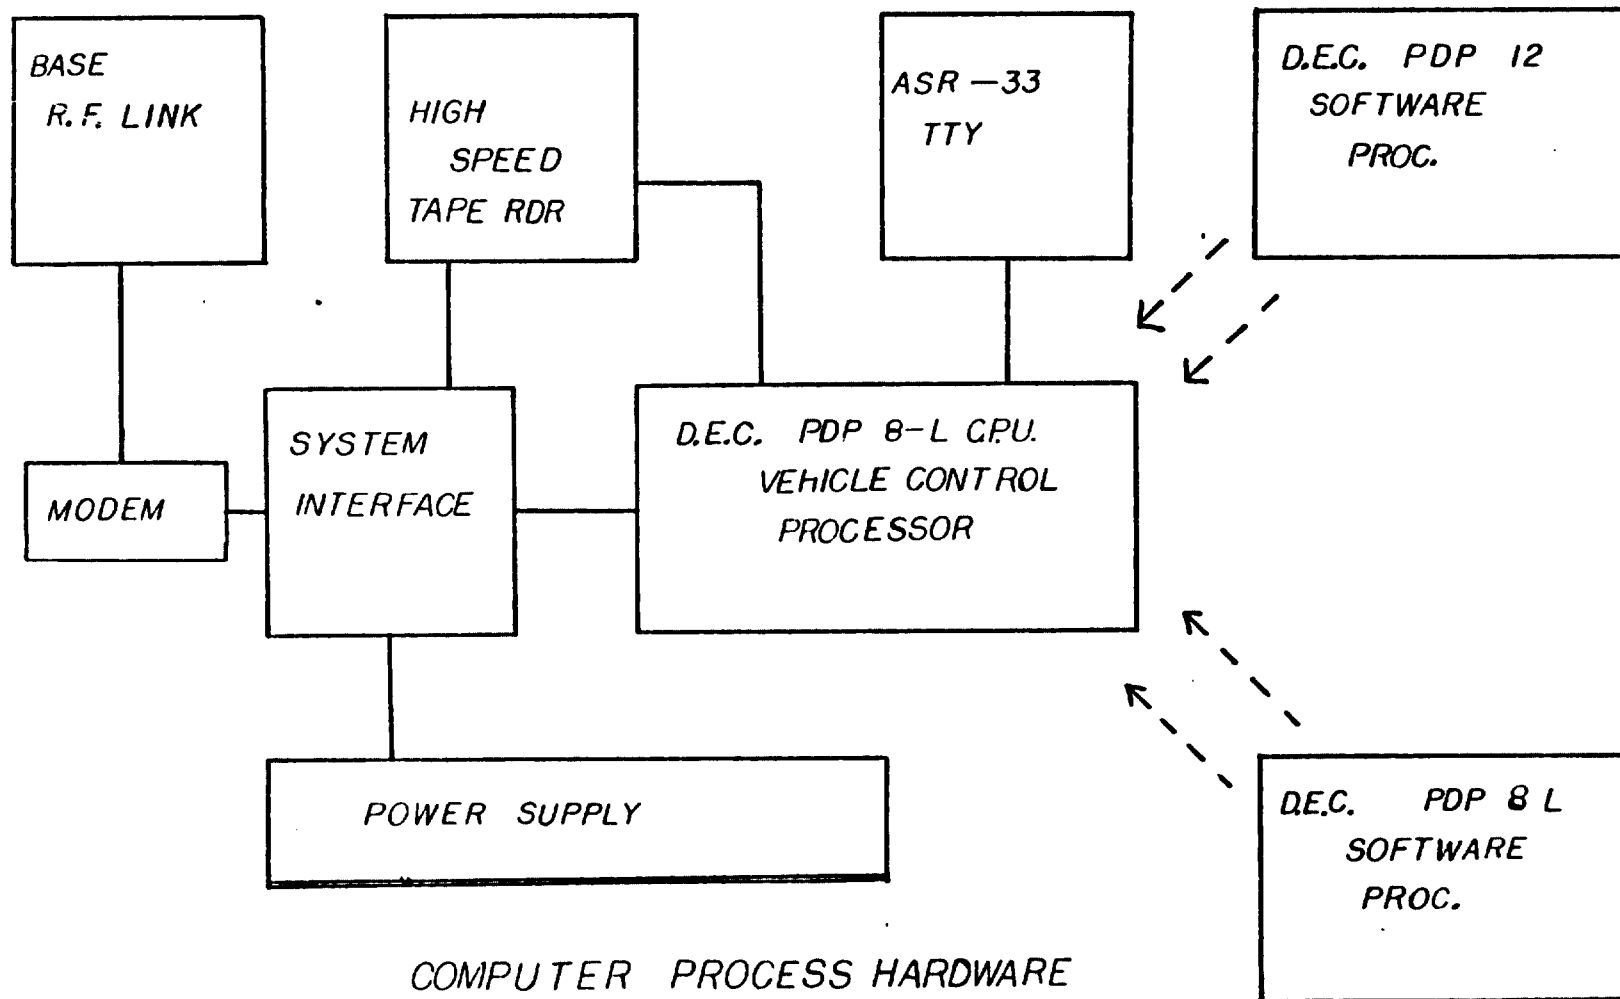 BASE
R.F. LINK
HIGH
SPEED
TAPE RDR
ASR-33
TTY
D.E.C. PDP 12
SOFTWARE
PROC.
SYSTEM
INTERFACE
D.E.C. PDP 8-L C.P.U.
VEHICLE CONTROL
PROCESSOR
MODEM
POWER SUPPLY
D.E.C. PDP 8 L
SOFTWARE
PROC.
COMPUTER PROCESS HARDWARE